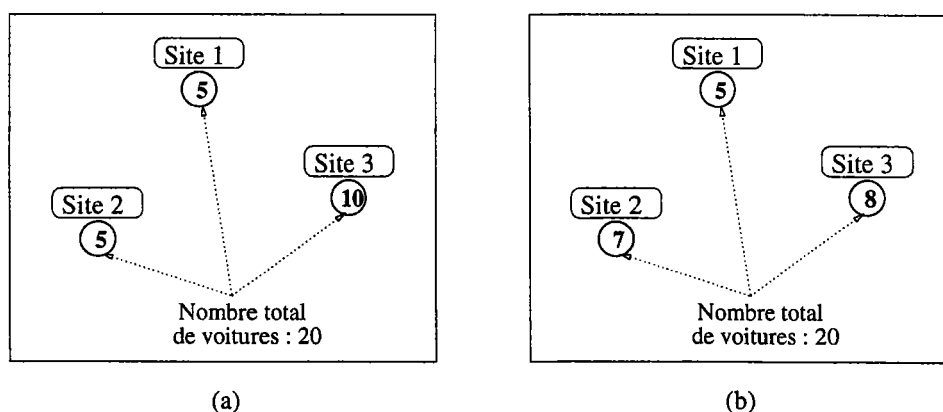 Site 1
5
Site 3
10
Site 2
5
Nombre total
de voitures : 20
(a)
Site 1
5
Site 3
8
Site 2
7
Nombre total
de voitures : 20
(b)